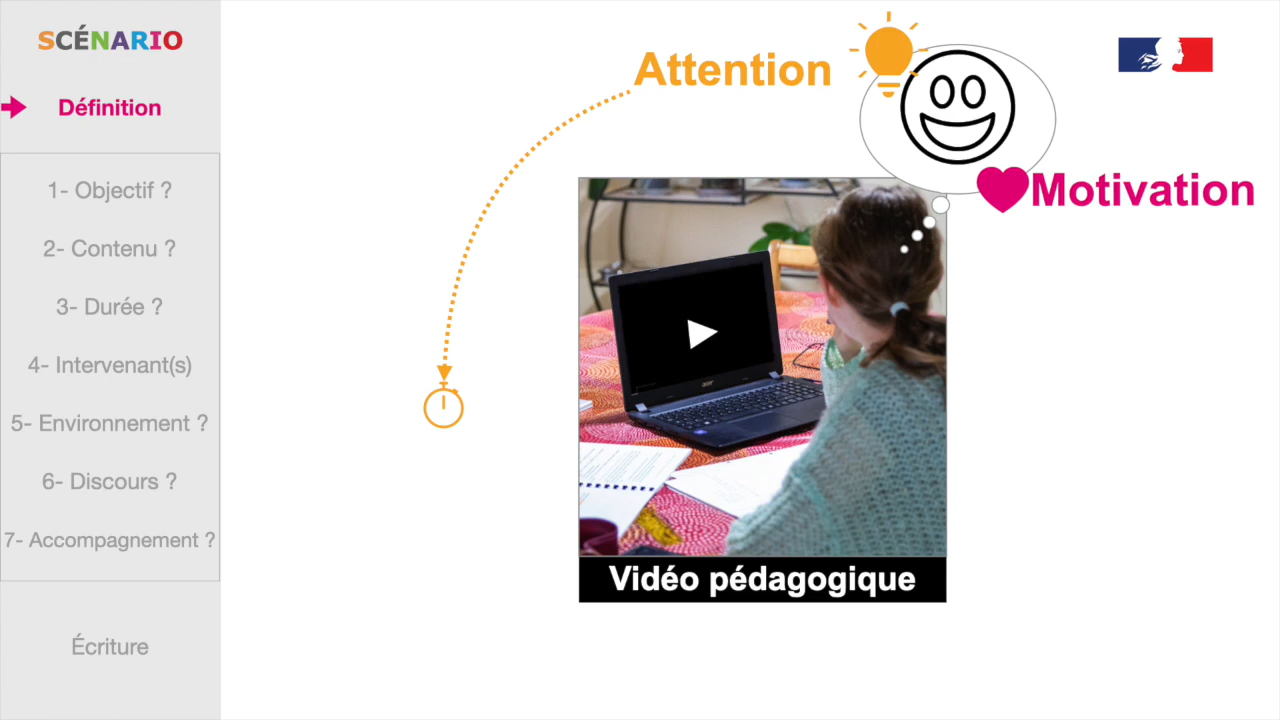 SCÉNARIO
Définition
1- Objectif ?
2- Contenu ?
3- Durée ?
4- Intervenant(s)
5- Environnement ?
6- Discours ?
7- Accompagnement ?
Écriture
Attention
Motivation
acer
Vidéo pédagogique